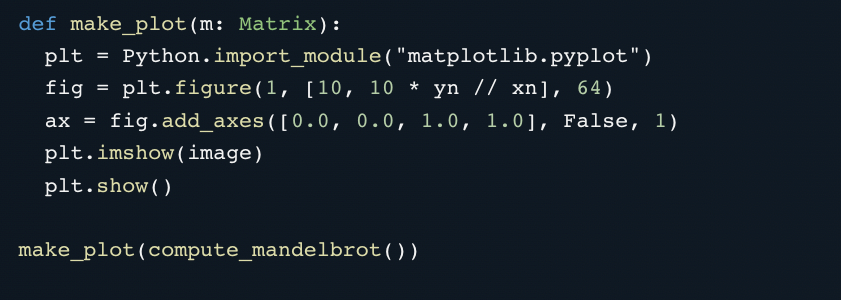 def make_plot(m: Matrix):
  plt = Python.import_module("matplotlib.pyplot")
  fig = plt.figure(1, [10, 10 * yn // xn], 64)
  ax = fig.add_axes([0.0, 0.0, 1.0, 1.0], False, 1)
  plt.imshow(image)
  plt.show()

make_plot(compute_mandelbrot())